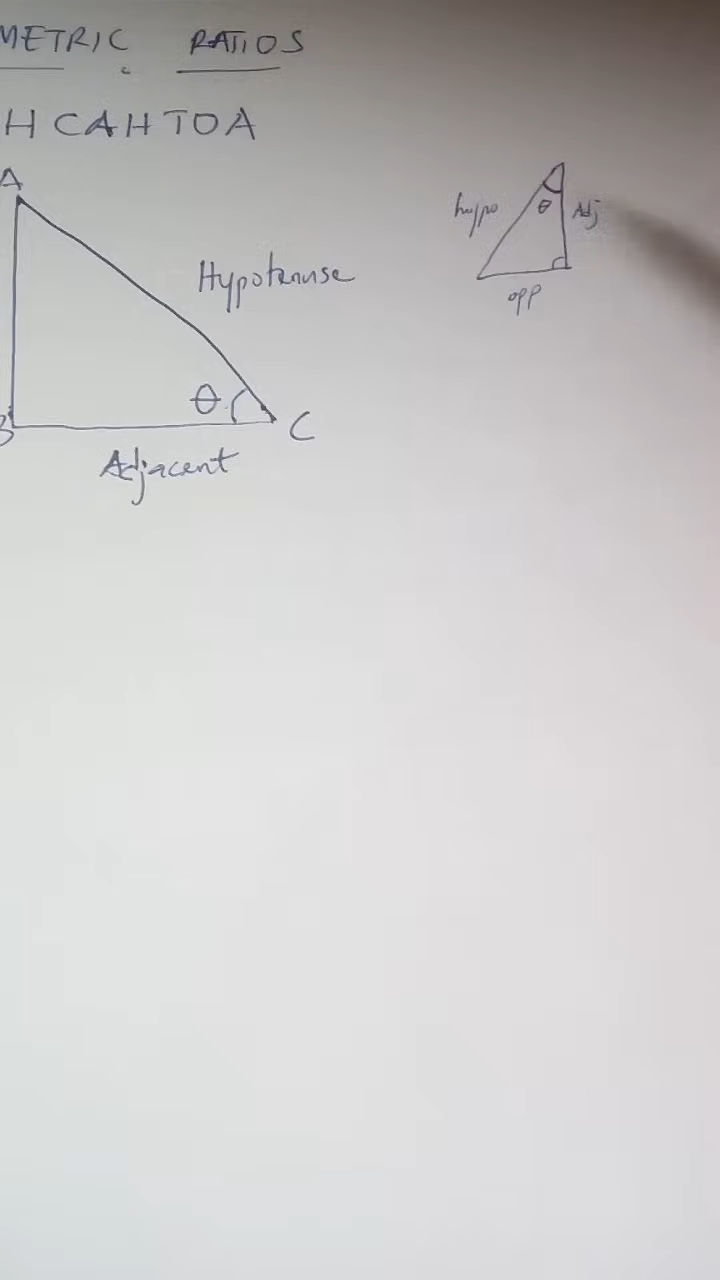 METRIC RATIOS
H CAH TOA
A
Hypotenuse
θ
B
C
Adjacent
hypo
θ
Adj
opp